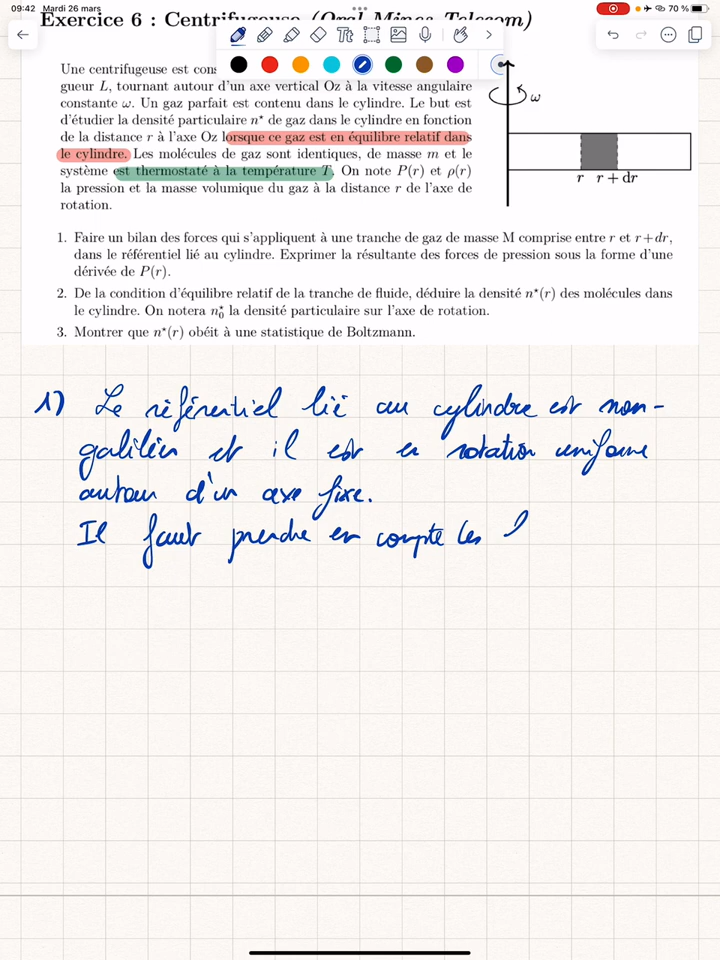 09:42 Mardi 26 mars
70 %
Exercice 6 : Centrifugeuse (Oral Mines-Telecom)
Tt
Une centrifugeuse est cons
gueur L, tournant autour d'un axe vertical Oz à la vitesse angulaire
constante ω. Un gaz parfait est contenu dans le cylindre. Le but est
d'étudier la densité particulaire n* de gaz dans le cylindre en fonction
de la distance r à l'axe Oz lorsque ce gaz est en équilibre relatif dans
le cylindre. Les molécules de gaz sont identiques, de masse m et le
système est thermostaté à la température T. On note P(r) et ρ(r)
la pression et la masse volumique du gaz à la distance r de l'axe de
rotation.
ω
r r + dr
1. Faire un bilan des forces qui s'appliquent à une tranche de gaz de masse M comprise entre r et r+dr,
dans le référentiel lié au cylindre. Exprimer la résultante des forces de pression sous la forme d'une
dérivée de P(r).
2. De la condition d'équilibre relatif de la tranche de fluide, déduire la densité n*(r) des molécules dans
le cylindre. On notera n₀* la densité particulaire sur l'axe de rotation.
3. Montrer que n*(r) obéit à une statistique de Boltzmann.
1) Le référentiel lié au cylindre est non-
galiléen et il est en rotation uniforme
autour d'un axe fixe.
Il faut prendre en compte les